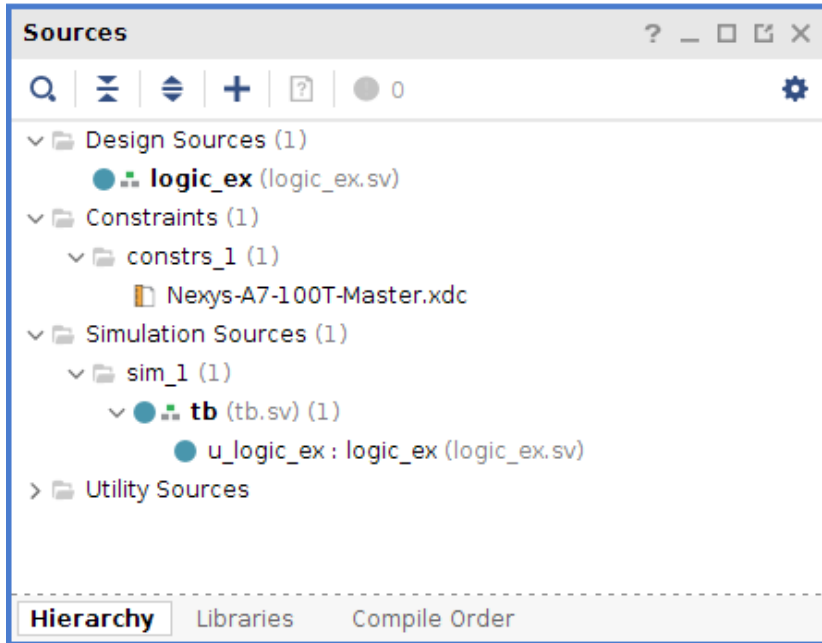 Sources
0
Design Sources (1)
logic_ex (logic_ex.sv)
Constraints (1)
constrs_1 (1)
Nexys-A7-100T-Master.xdc
Simulation Sources (1)
sim_1 (1)
tb (tb.sv) (1)
u_logic_ex : logic_ex (logic_ex.sv)
Utility Sources
Hierarchy Libraries Compile Order